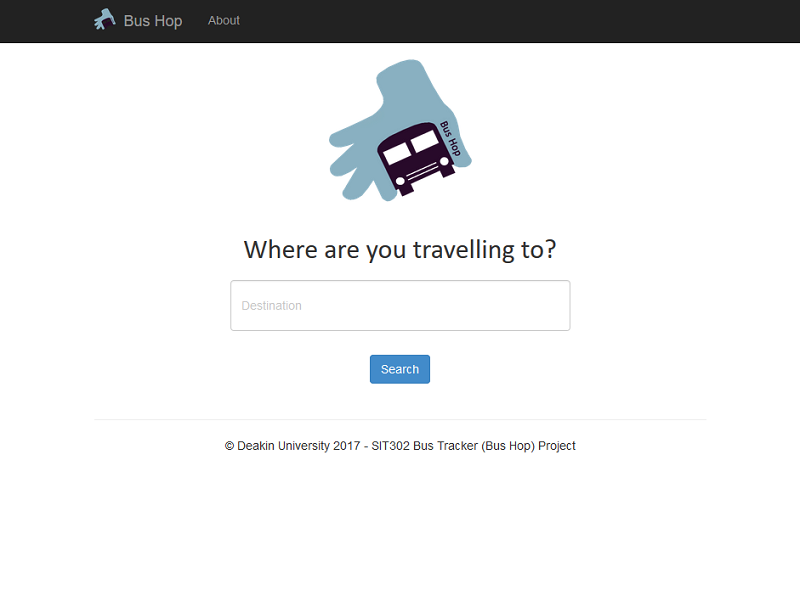 Bus Hop About
Bus Hop
Where are you travelling to?
Destination
Search
© Deakin University 2017 - SIT302 Bus Tracker (Bus Hop) Project